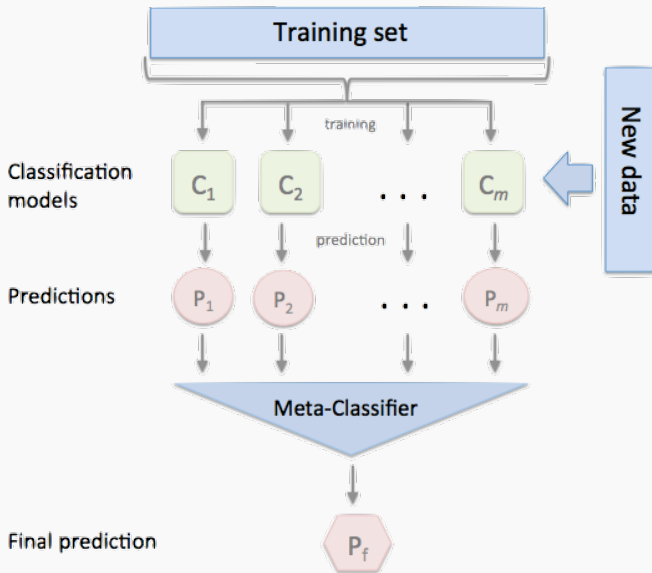 Training set
training
New data
Classification
models
C1
C2
. . .
Cm
prediction
Predictions
P1
P2
. . .
Pm
Meta-Classifier
Final prediction
Pf